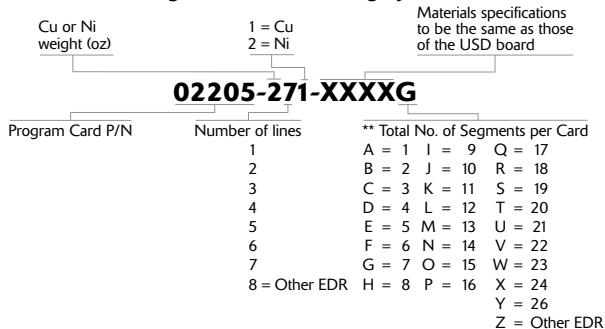 Cu or Ni
weight (oz)
1 = Cu
2 = Ni
Materials specifications
to be the same as those
of the USD board
02205-271-XXXXG
Program Card P/N
Number of lines
1
2
3
4
5
6
7
8 = Other EDR
** Total No. of Segments per Card
A = 1 I = 9 Q = 17
B = 2 J = 10 R = 18
C = 3 K = 11 S = 19
D = 4 L = 12 T = 20
E = 5 M = 13 U = 21
F = 6 N = 14 V = 22
G = 7 O = 15 W = 23
H = 8 P = 16 X = 24
Y = 26
Z = Other EDR